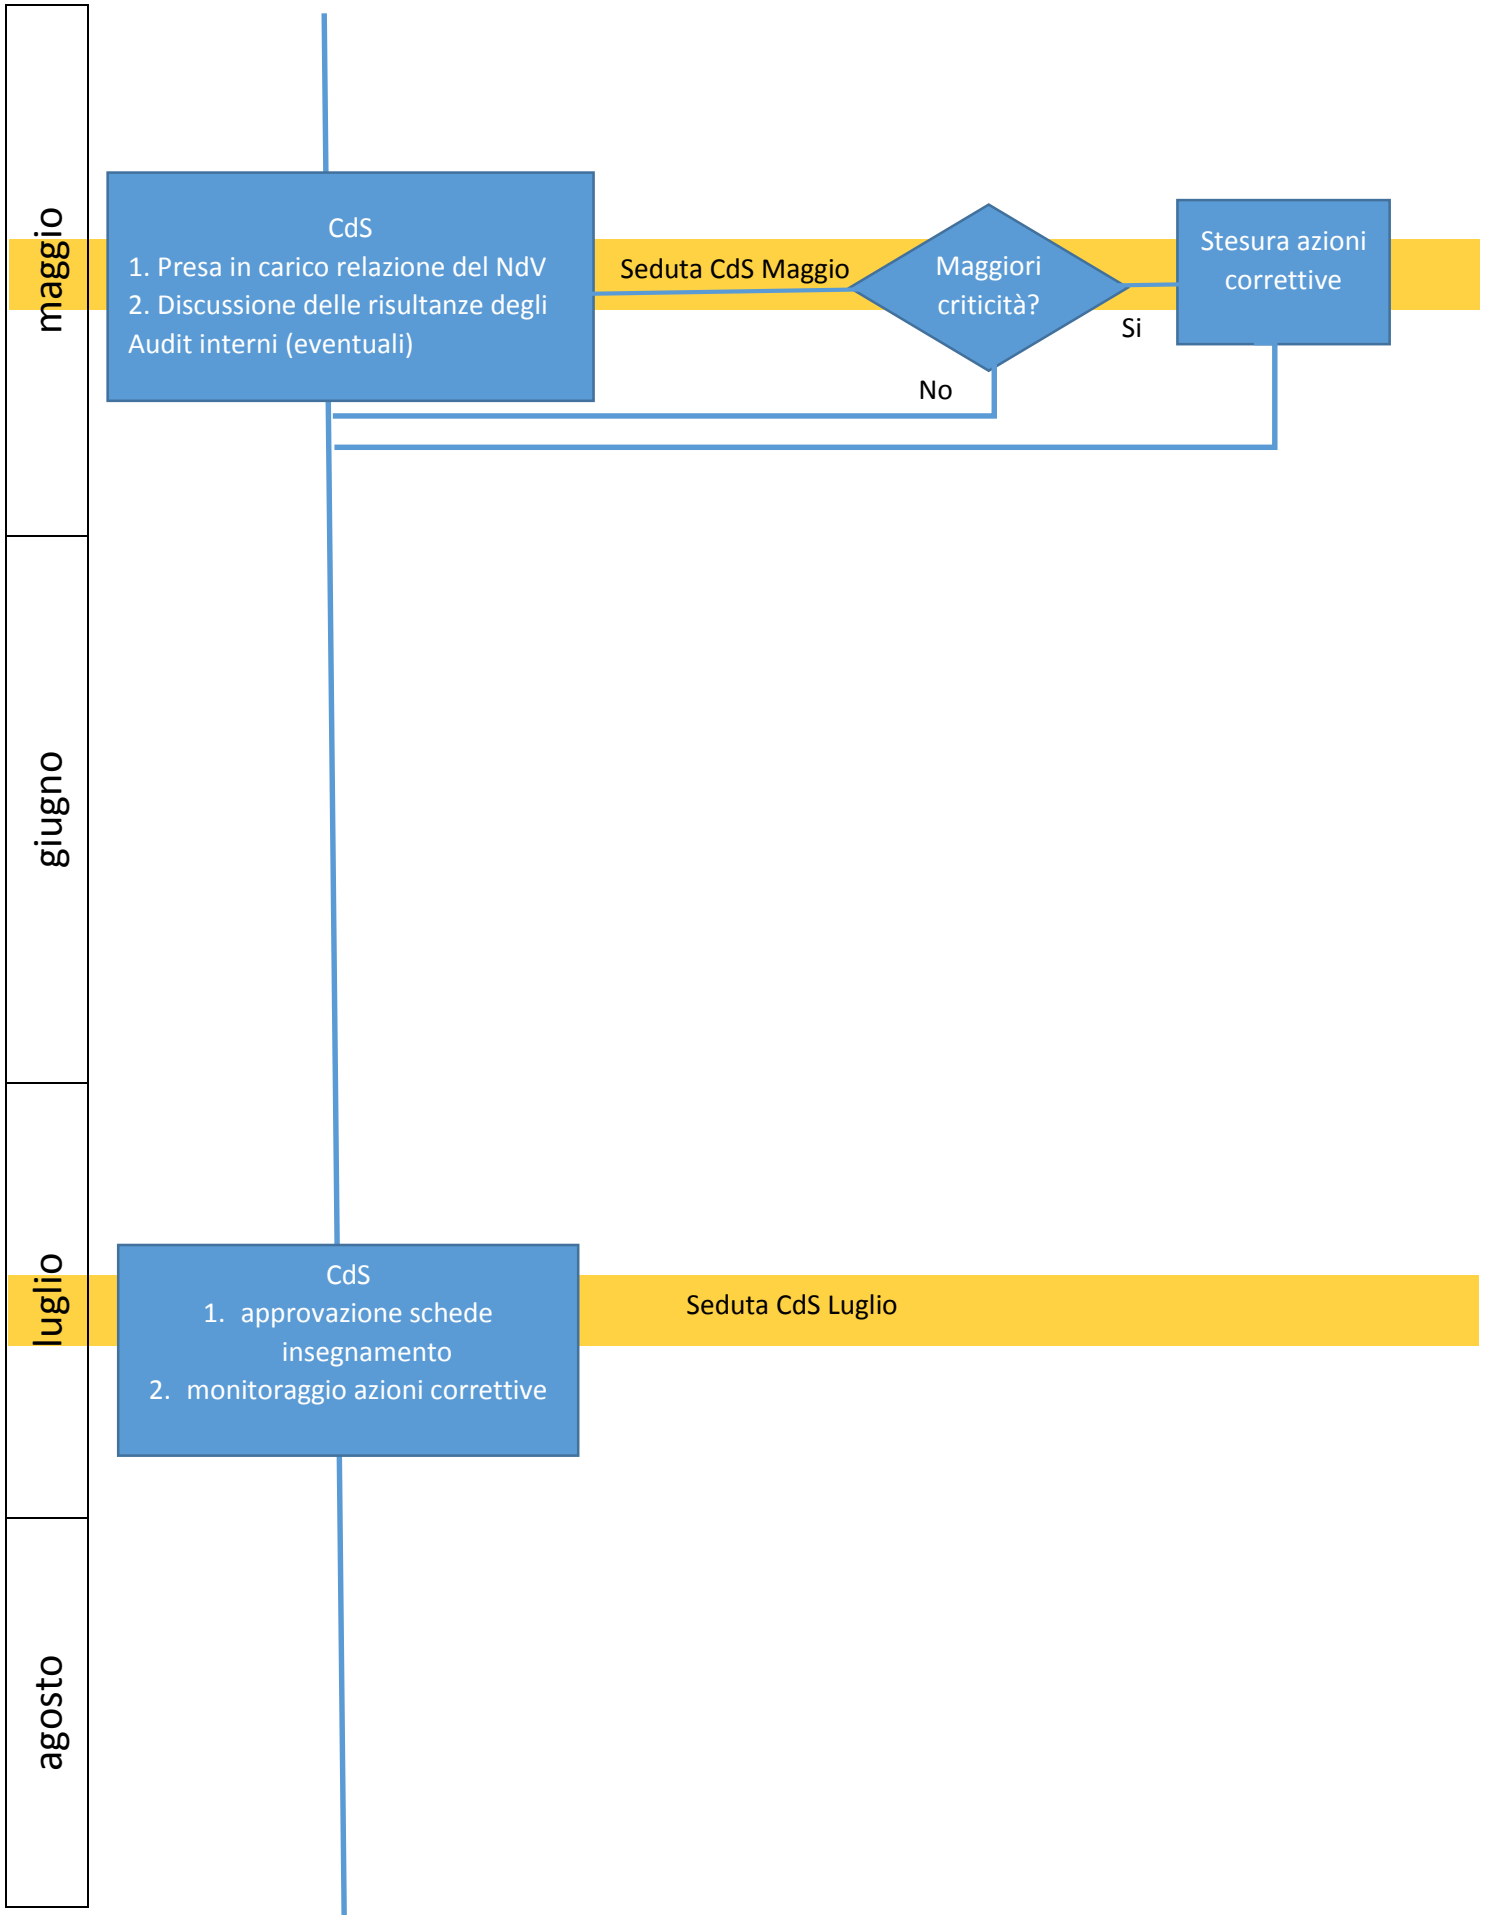 maggio
CdS
1. Presa in carico relazione del NdV
2. Discussione delle risultanze degli
Audit interni (eventuali)
Seduta CdS Maggio
Maggiori
criticità?
Si
No
Stesura azioni
correttive
giugno
luglio
CdS
1. approvazione schede
insegnamento
2. monitoraggio azioni correttive
Seduta CdS Luglio
agosto